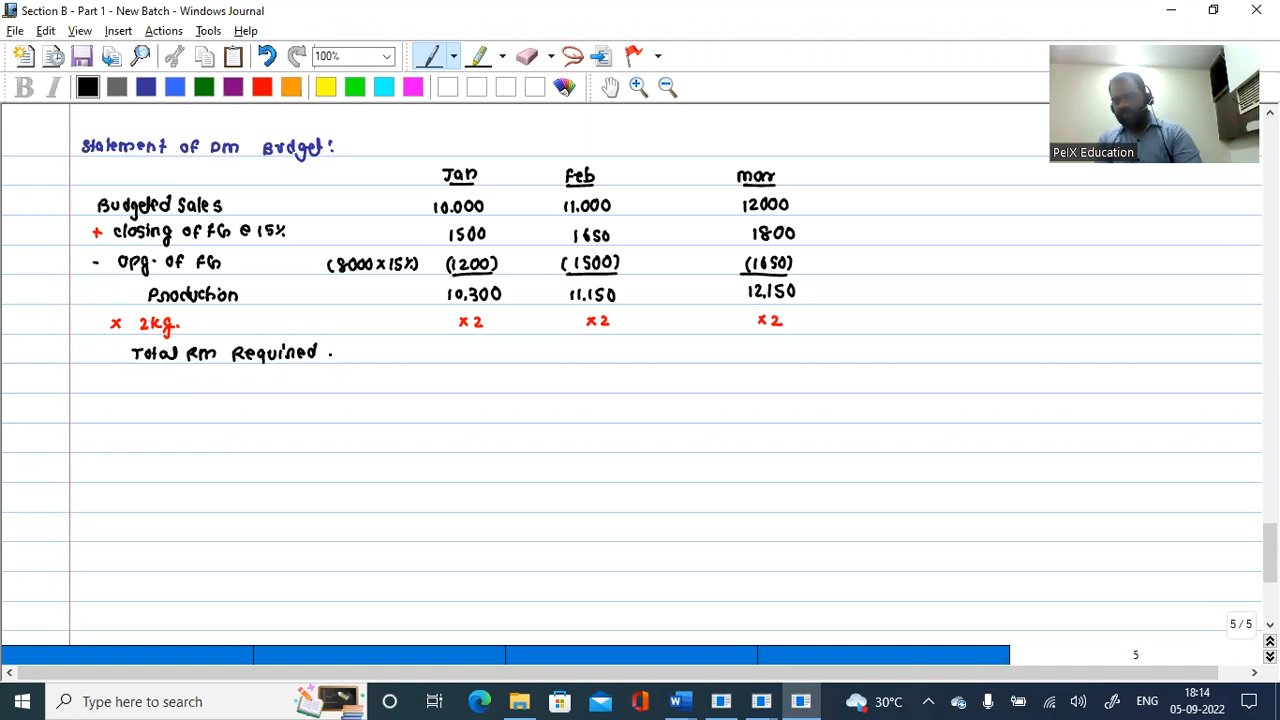 Section B - Part 1 - New Batch - Windows Journal
File Edit View Insert Actions Tools Help
100%
B I
PelX Education
Statement of DM Budget:
Jan Feb Mar
Budgeted Sales 10.000 11.000 12000
+ closing of FG @ 15% 1500 1650 1800
- opg. of FG (8000 x 15%) (1200) (1500) (1650)
Production 10.300 11.150 12.150
x 2kg. x 2 x 2 x 2
Total RM Required .
5 / 5
5
Type here to search
30°C
ENG
18:14
05-09-2022